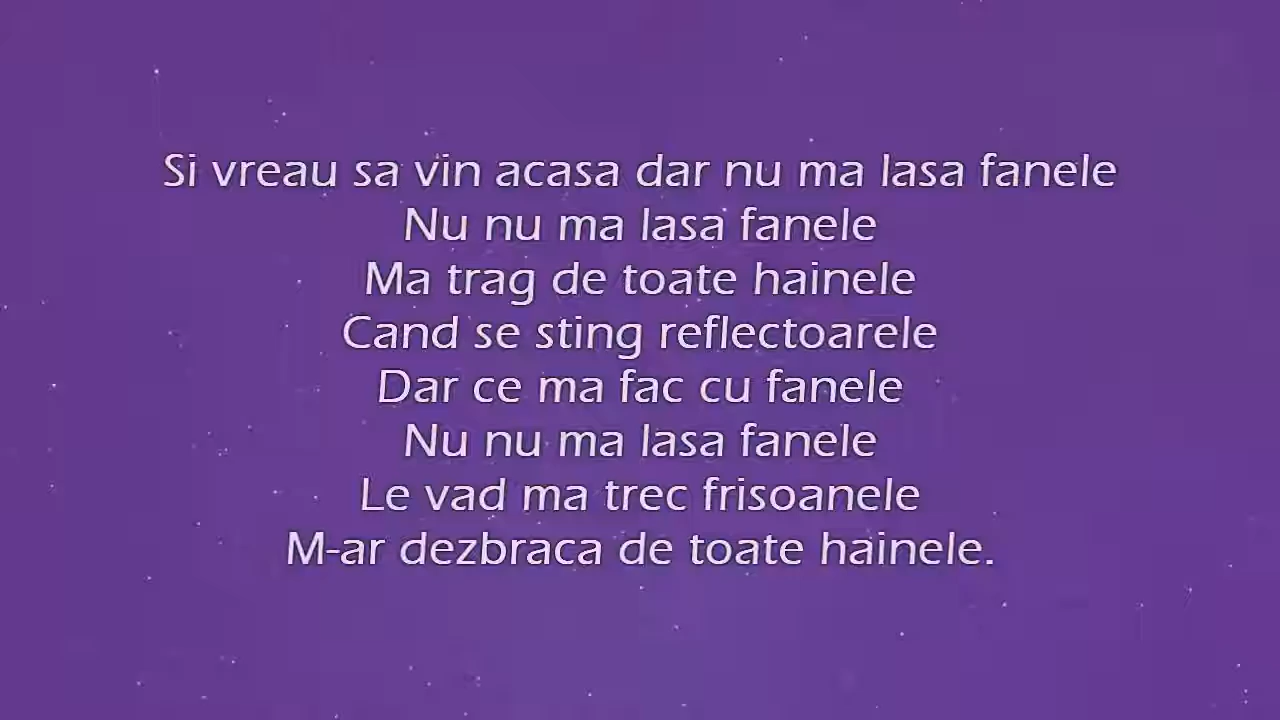 Si vreau sa vin acasa dar nu ma lasa fanele
Nu nu ma lasa fanele
Ma trag de toate hainele
Cand se sting reflectoarele
Dar ce ma fac cu fanele
Nu nu ma lasa fanele
Le vad ma trec frisoanele
M-ar dezbraca de toate hainele.